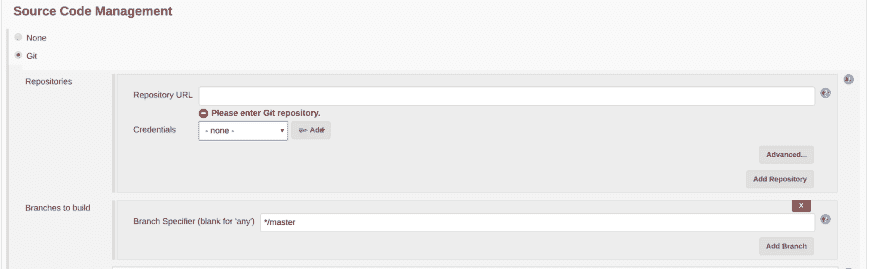 Source Code Management
None
Git
Repositories
Repository URL
Please enter Git repository.
Credentials - none - Add
Advanced...
Add Repository
Branches to build
X
Branch Specifier (blank for 'any') */master
Add Branch